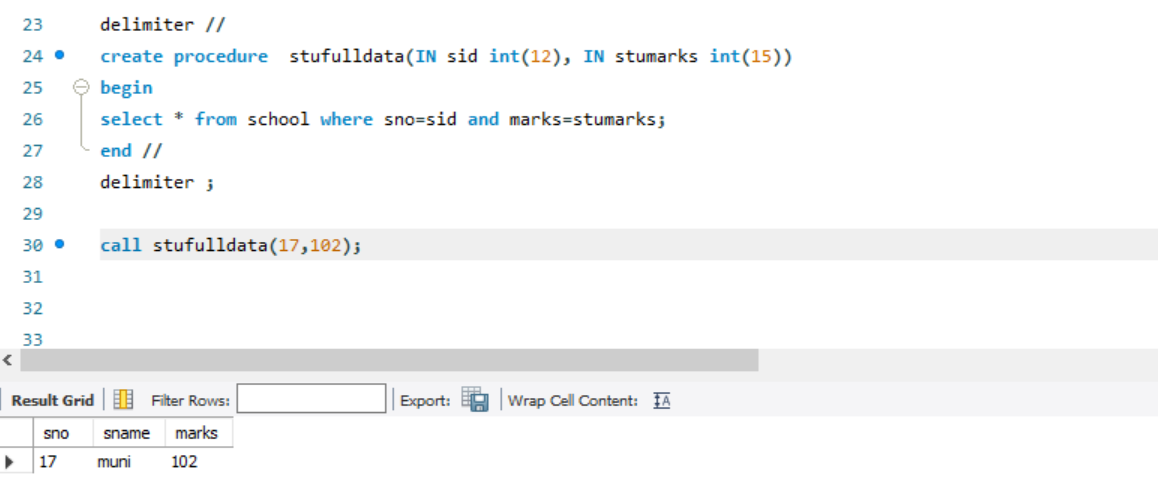 23 delimiter //
24 create procedure  stufulldata(IN sid int(12), IN stumarks int(15))
25 begin
26 select * from school where sno=sid and marks=stumarks;
27 end //
28 delimiter ;
29
30 call stufulldata(17,102);
31
32
33
Result Grid Filter Rows: Export: Wrap Cell Content:
sno sname marks
17 muni 102